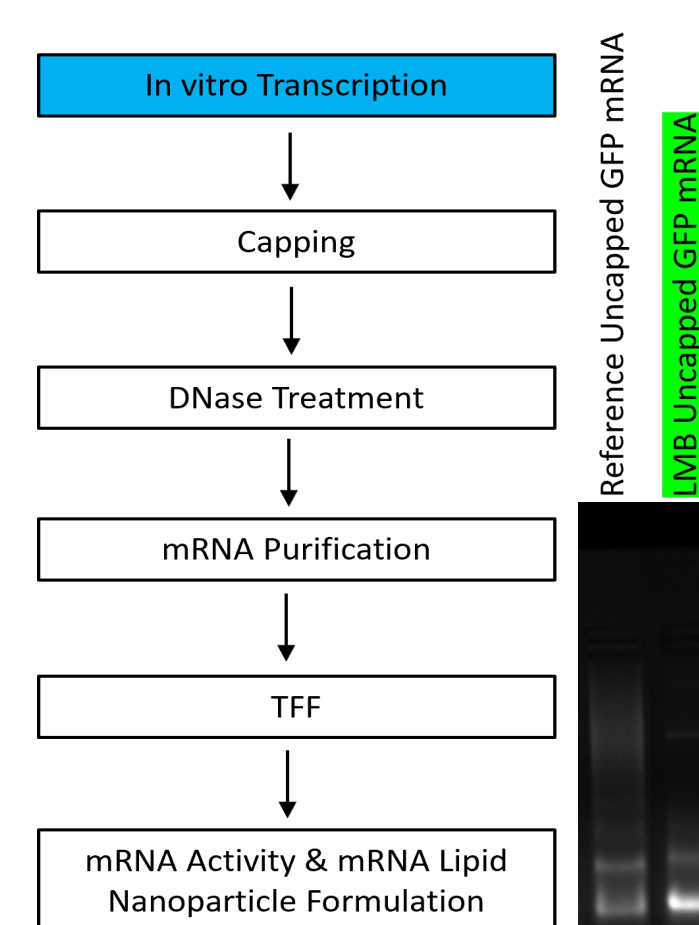 In vitro Transcription
Capping
DNase Treatment
mRNA Purification
TFF
mRNA Activity & mRNA Lipid
Nanoparticle Formulation
Reference Uncapped GFP mRNA
LMB Uncapped GFP mRNA